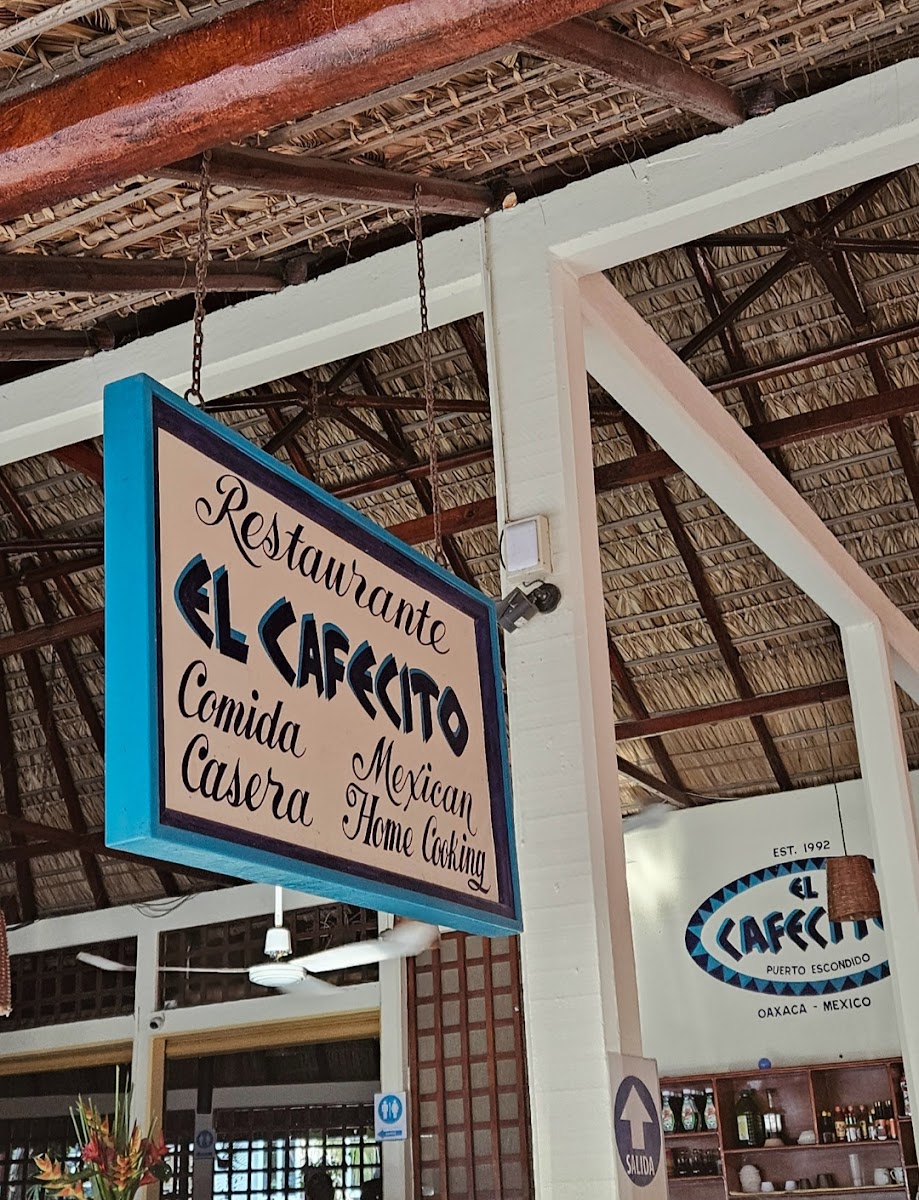 Restaurante
EL CAFECITO
Comida
Casera
Mexican
Home Cooking
EST. 1992
EL
CAFECITO
PUERTO ESCONDIDO
OAXACA - MEXICO
SALIDA